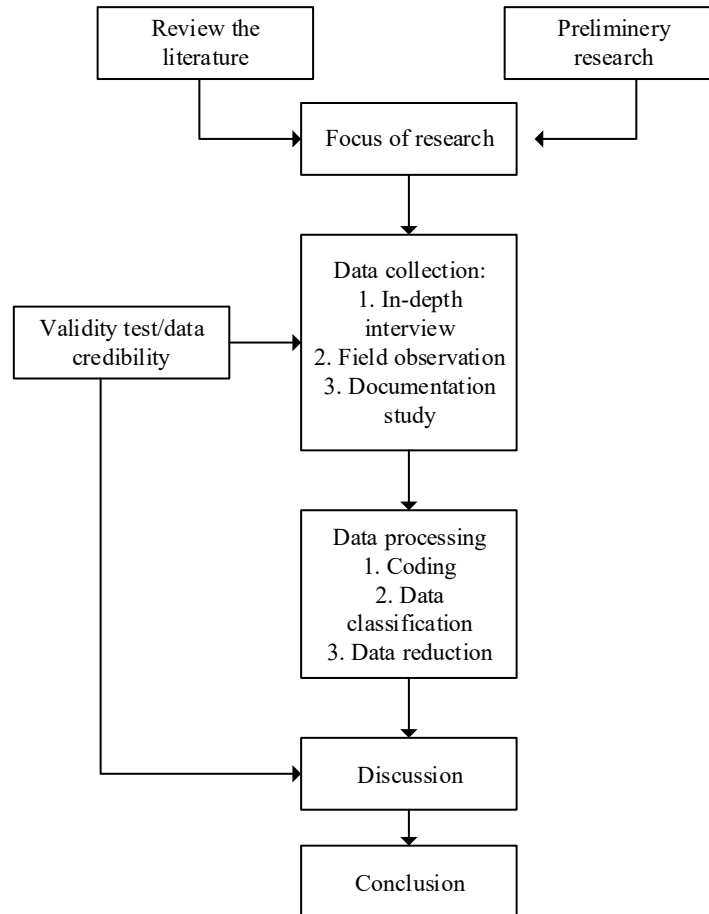 Review the
literature
Preliminery
research
Focus of research
Data collection:
1. In-depth
interview
2. Field observation
3. Documentation
study
Validity test/data
credibility
Data processing
1. Coding
2. Data
classification
3. Data reduction
Discussion
Conclusion